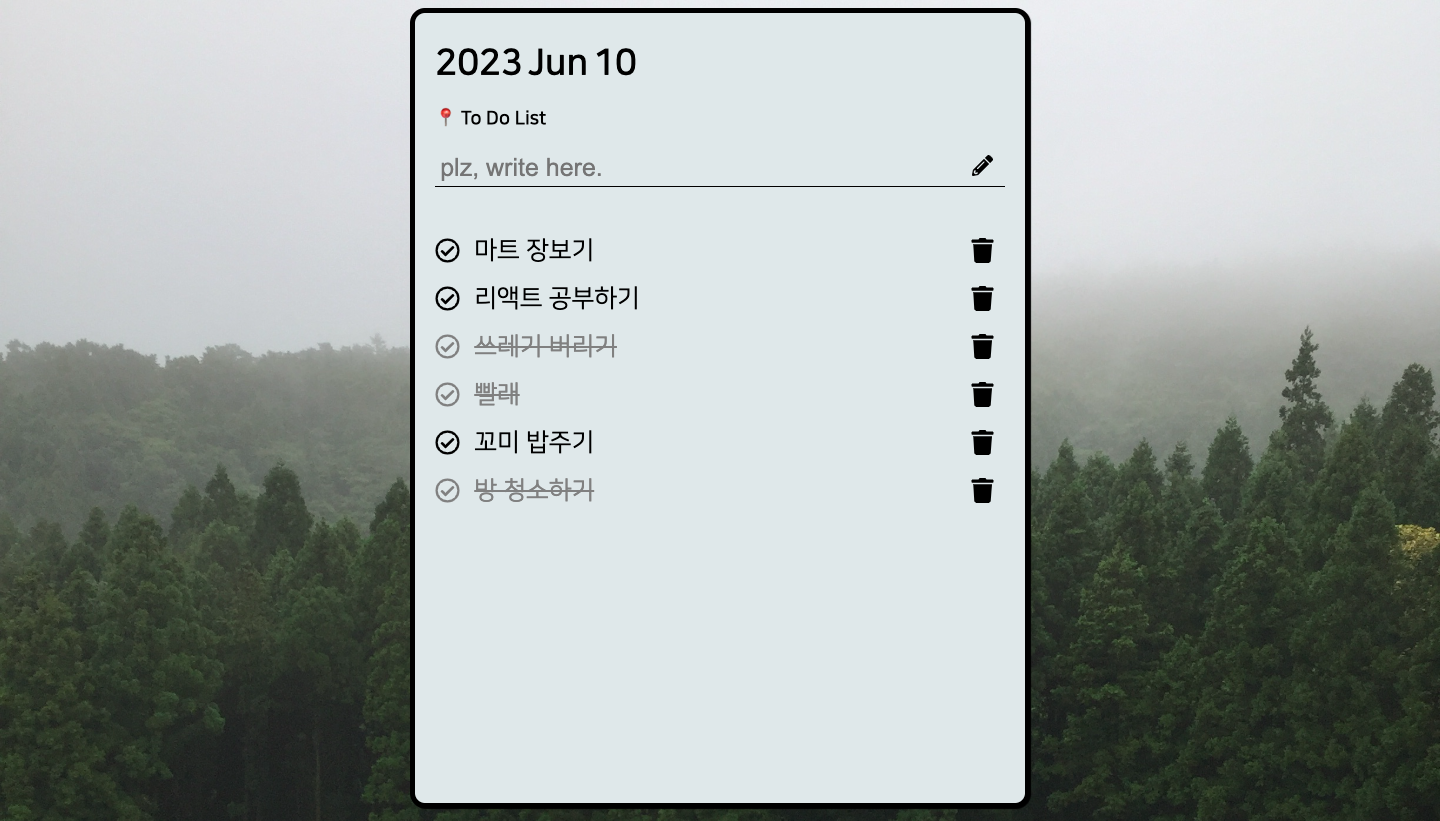 2023 Jun 10
📍 To Do List
plz, write here.
마트 장보기
리액트 공부하기
쓰레기 버리기
빨래
꼬미 밥주기
방 청소하기